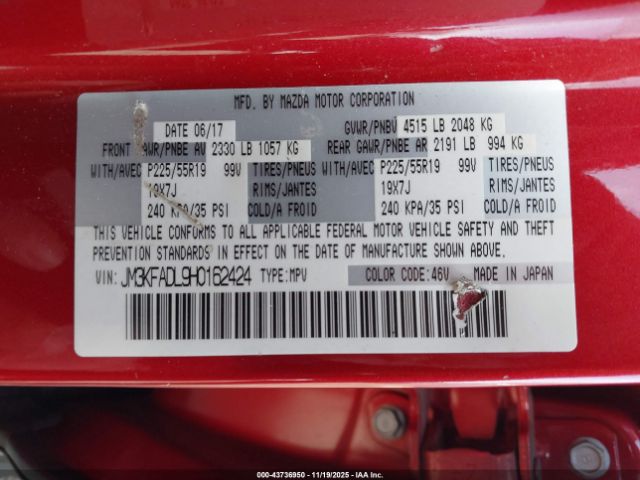 MFD. BY MAZDA MOTOR CORPORATION
DATE 06/17 GVWR/PNBV 4515 LB 2048 KG
FRONT GAWR/PNBE AV 2330 LB 1057 KG REAR GAWR/PNBE AR 2191 LB 994 KG
WITH/AVEC P225/55R19 99V TIRES/PNEUS WITH/AVEC P225/55R19 99V TIRES/PNEUS
19X7J RIMS/JANTES 19X7J RIMS/JANTES
240 KPA/35 PSI COLD/A FROID 240 KPA/35 PSI COLD/A FROID
THIS VEHICLE CONFORMS TO ALL APPLICABLE FEDERAL MOTOR VEHICLE SAFETY AND THEFT
PREVENTION STANDARDS IN EFFECT ON THE DATE OF MANUFACTURE SHOWN ABOVE.
VIN: JM3KFADL9H0162424 TYPE:MPV COLOR CODE:46V MADE IN JAPAN
000-43736950 - 11/19/2025 - IAA Inc.